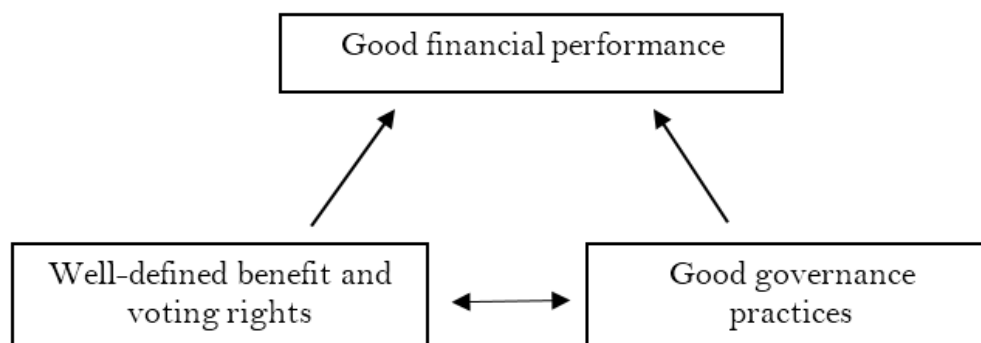 Good financial performance
Well-defined benefit and
voting rights
Good governance
practices